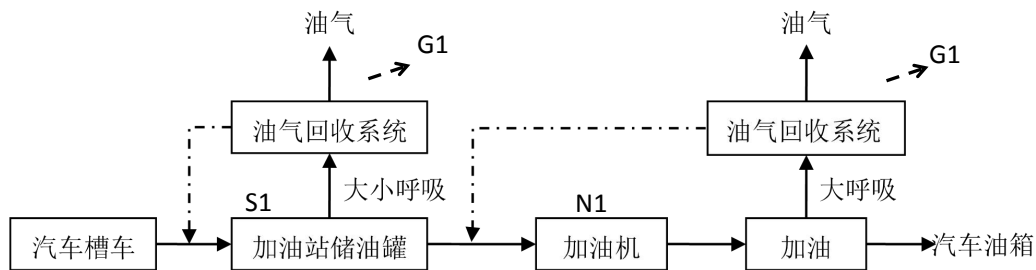 油气
油气
G1
G1
油气回收系统
油气回收系统
大小呼吸
大呼吸
S1
N1
汽车槽车
加油站储油罐
加油机
加油
汽车油箱